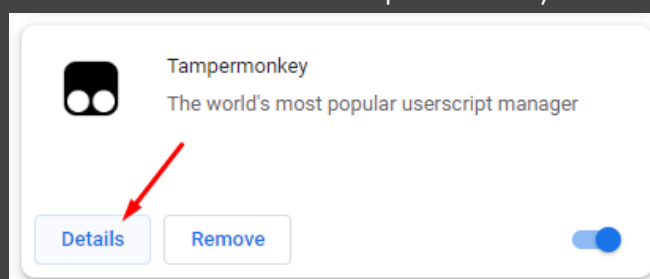 Tampermonkey
The world's most popular userscript manager
Details
Remove